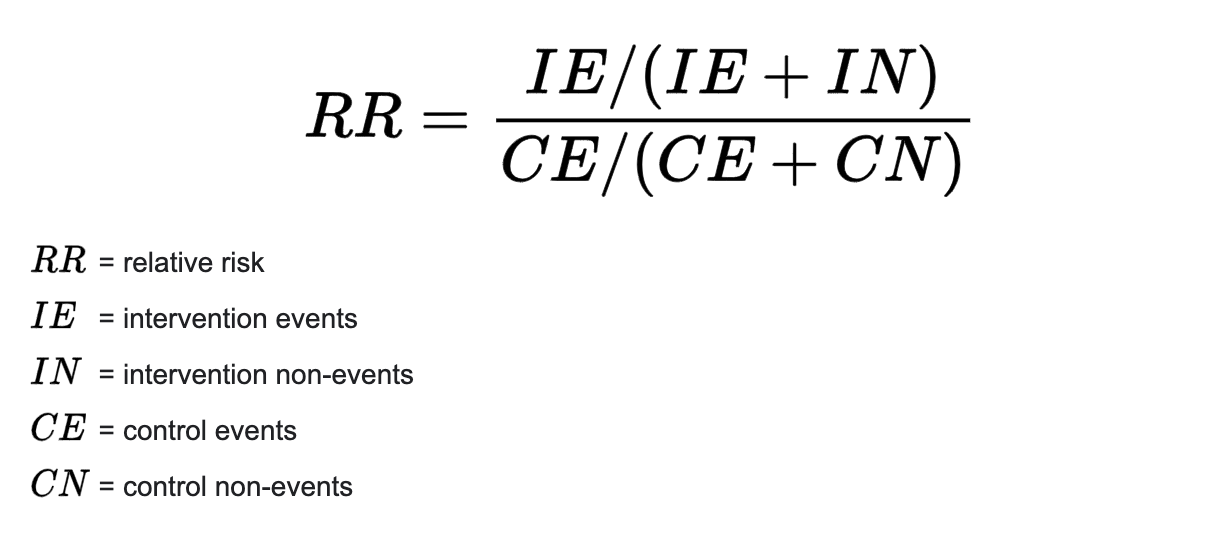 RR = IE/(IE + IN)
CE/(CE + CN)
RR = relative risk
IE = intervention events
IN = intervention non-events
CE = control events
CN = control non-events